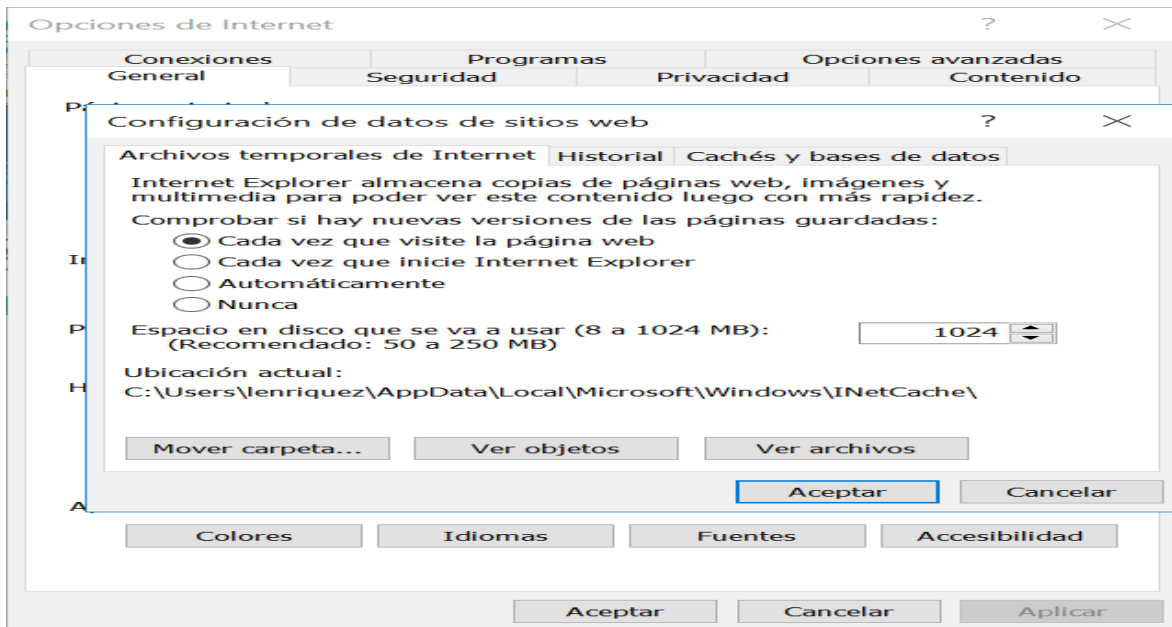 Opciones de Internet
Conexiones Programas Opciones avanzadas
General Seguridad Privacidad Contenido
Configuración de datos de sitios web
Archivos temporales de Internet Historial Cachés y bases de datos
Internet Explorer almacena copias de páginas web, imágenes y
multimedia para poder ver este contenido luego con más rapidez.
Comprobar si hay nuevas versiones de las páginas guardadas:
Cada vez que visite la página web
Cada vez que inicie Internet Explorer
Automáticamente
Nunca
Espacio en disco que se va a usar (8 a 1024 MB): 1024
(Recomendado: 50 a 250 MB)
Ubicación actual:
C:\Users\lenriquez\AppData\Local\Microsoft\Windows\INetCache\
Mover carpeta... Ver objetos Ver archivos
Aceptar Cancelar
Colores Idiomas Fuentes Accesibilidad
Aceptar Cancelar Aplicar